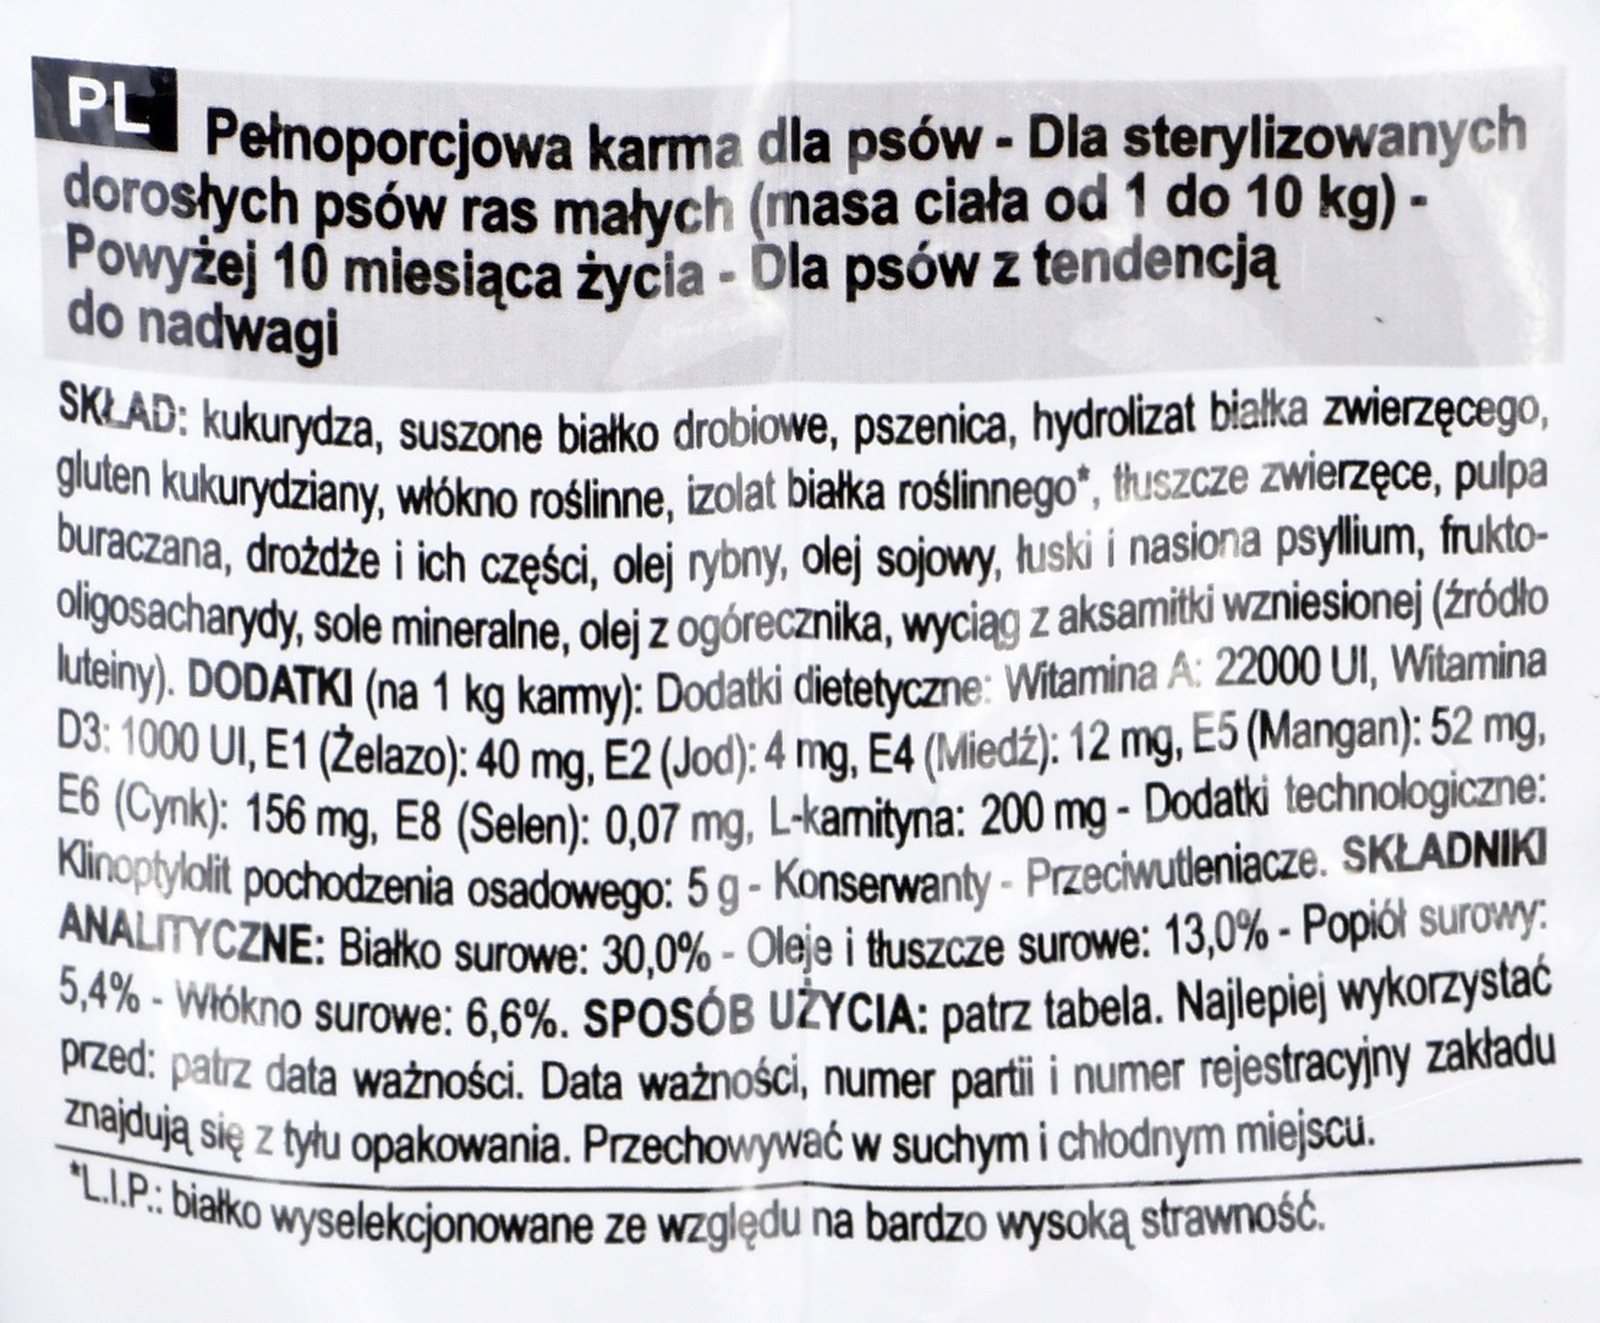 PL
Pełnoporcjowa karma dla psów - Dla sterylizowanych
dorosłych psów ras małych (masa ciała od 1 do 10 kg) -
Powyżej 10 miesiąca życia - Dla psów z tendencją
do nadwagi
SKŁAD: kukurydza, suszone białko drobiowe, pszenica, hydrolizat białka zwierzęcego,
gluten kukurydziany, włókno roślinne, izolat białka roślinnego*, tłuszcze zwierzęce, pulpa
buraczana, drożdże i ich części, olej rybny, olej sojowy, łuski i nasiona psyllium, frukto-
oligosacharydy, sole mineralne, olej z ogórecznika, wyciąg z aksamitki wzniesionej (źródło
luteiny). DODATKI (na 1 kg karmy): Dodatki dietetyczne: Witamina A: 22000 UI, Witamina
D3: 1000 UI, E1 (Żelazo): 40 mg, E2 (Jod): 4 mg, E4 (Miedź): 12 mg, E5 (Mangan): 52 mg,
E6 (Cynk): 156 mg, E8 (Selen): 0,07 mg, L-karnityna: 200 mg - Dodatki technologiczne:
Klinoptylolit pochodzenia osadowego: 5 g - Konserwanty - Przeciwutleniacze. SKŁADNIKI
ANALITYCZNE: Białko surowe: 30,0% - Oleje i tłuszcze surowe: 13,0% - Popiół surowy:
5,4% - Włókno surowe: 6,6%. SPOSÓB UŻYCIA: patrz tabela. Najlepiej wykorzystać
przed: patrz data ważności. Data ważności, numer partii i numer rejestracyjny zakładu
znajdują się z tyłu opakowania. Przechowywać w suchym i chłodnym miejscu.
*L.I.P.: białko wyselekcjonowane ze względu na bardzo wysoką strawność.